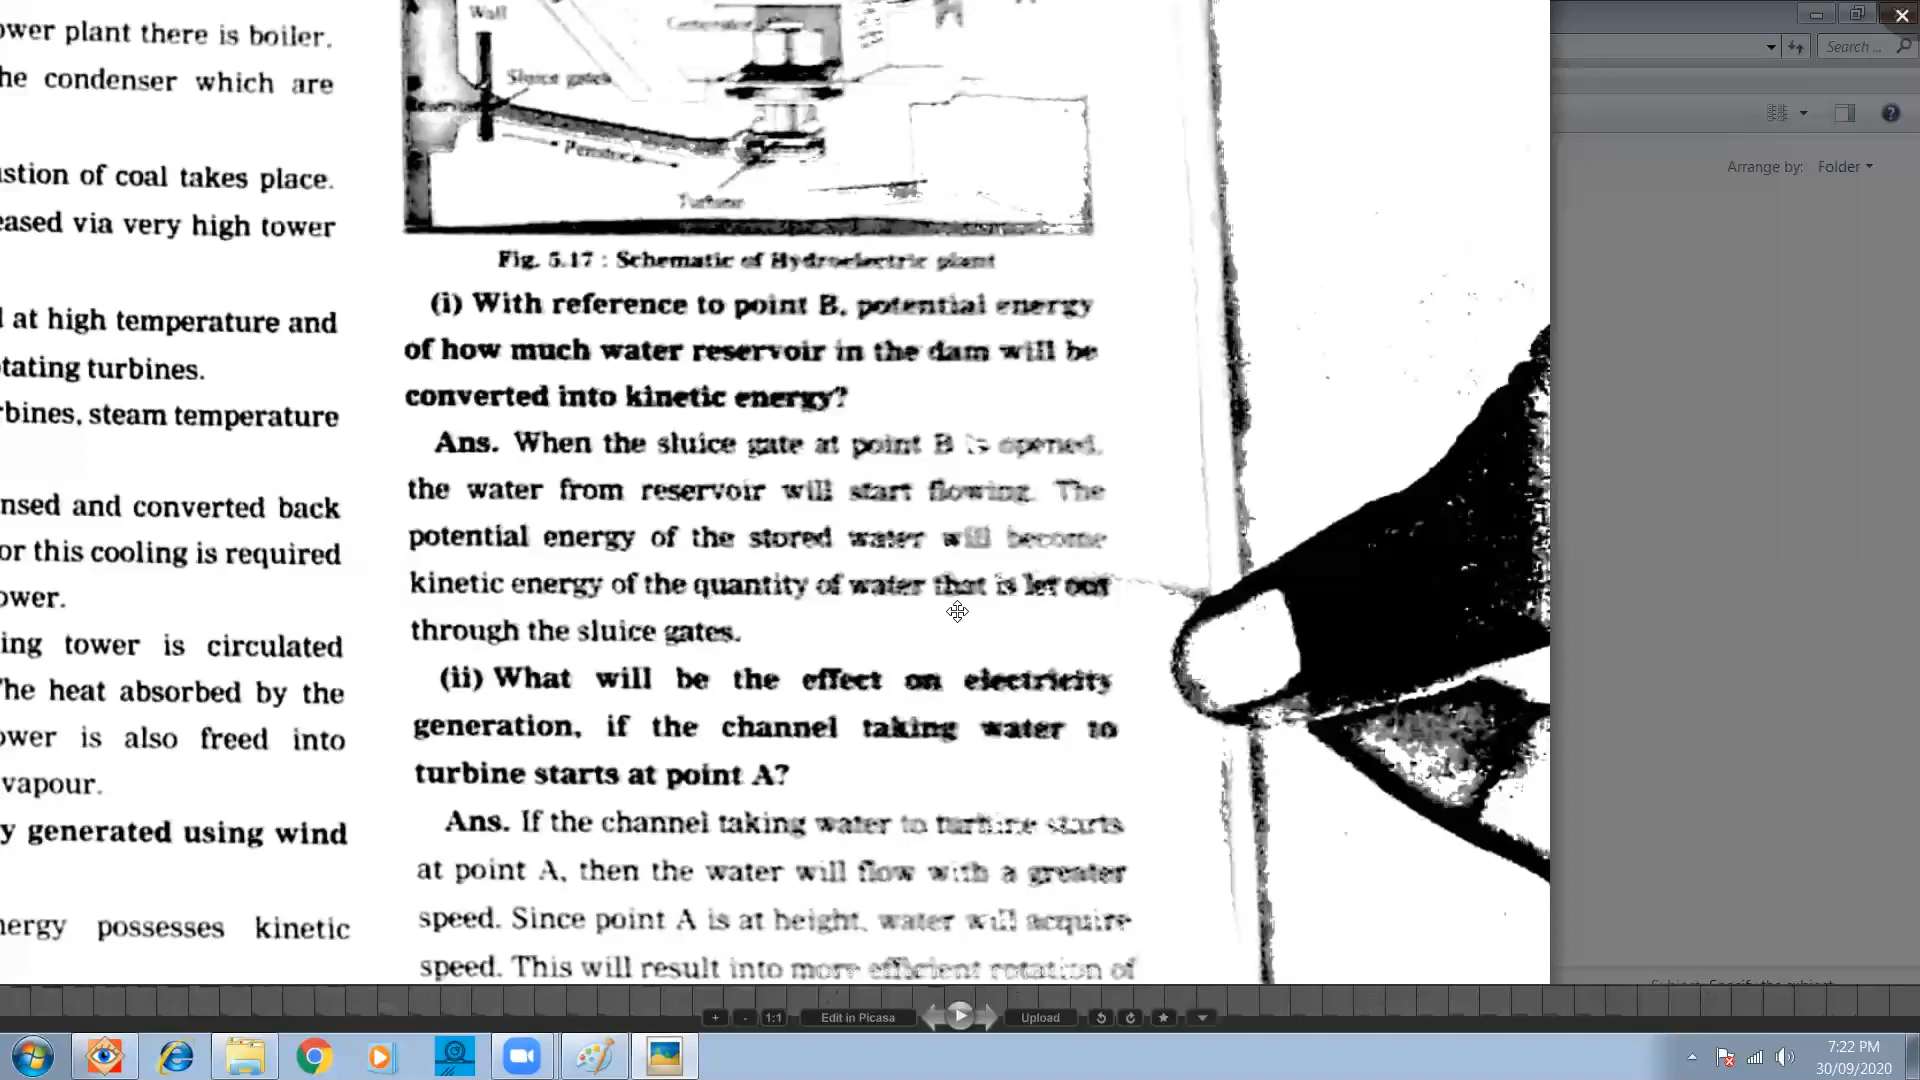 ower plant there is boiler.
he condenser which are
stion of coal takes place.
eased via very high tower
l at high temperature and
tating turbines.
rbines, steam temperature
nsed and converted back
or this cooling is required
ower.
ing tower is circulated
The heat absorbed by the
ower is also freed into
vapour.
y generated using wind
nergy possesses kinetic
Wall
Generator
Sluice gates
Reservoir
Penstock
Turbine
Fig. 5.17 : Schematic of Hydroelectric plant
(i) With reference to point B, potential energy
of how much water reservoir in the dam will be
converted into kinetic energy?
Ans. When the sluice gate at point B is opened,
the water from reservoir will start flowing. The
potential energy of the stored water will become
kinetic energy of the quantity of water that is let out
through the sluice gates.
(ii) What will be the effect on electricity
generation, if the channel taking water to
turbine starts at point A?
Ans. If the channel taking water to turbine starts
at point A, then the water will flow with a greater
speed. Since point A is at height, water will acquire
speed. This will result into more efficient rotation of
Search ...
Arrange by: Folder
Subject: Specify the subject
1:1
Edit in Picasa
Upload
7:22 PM
30/09/2020